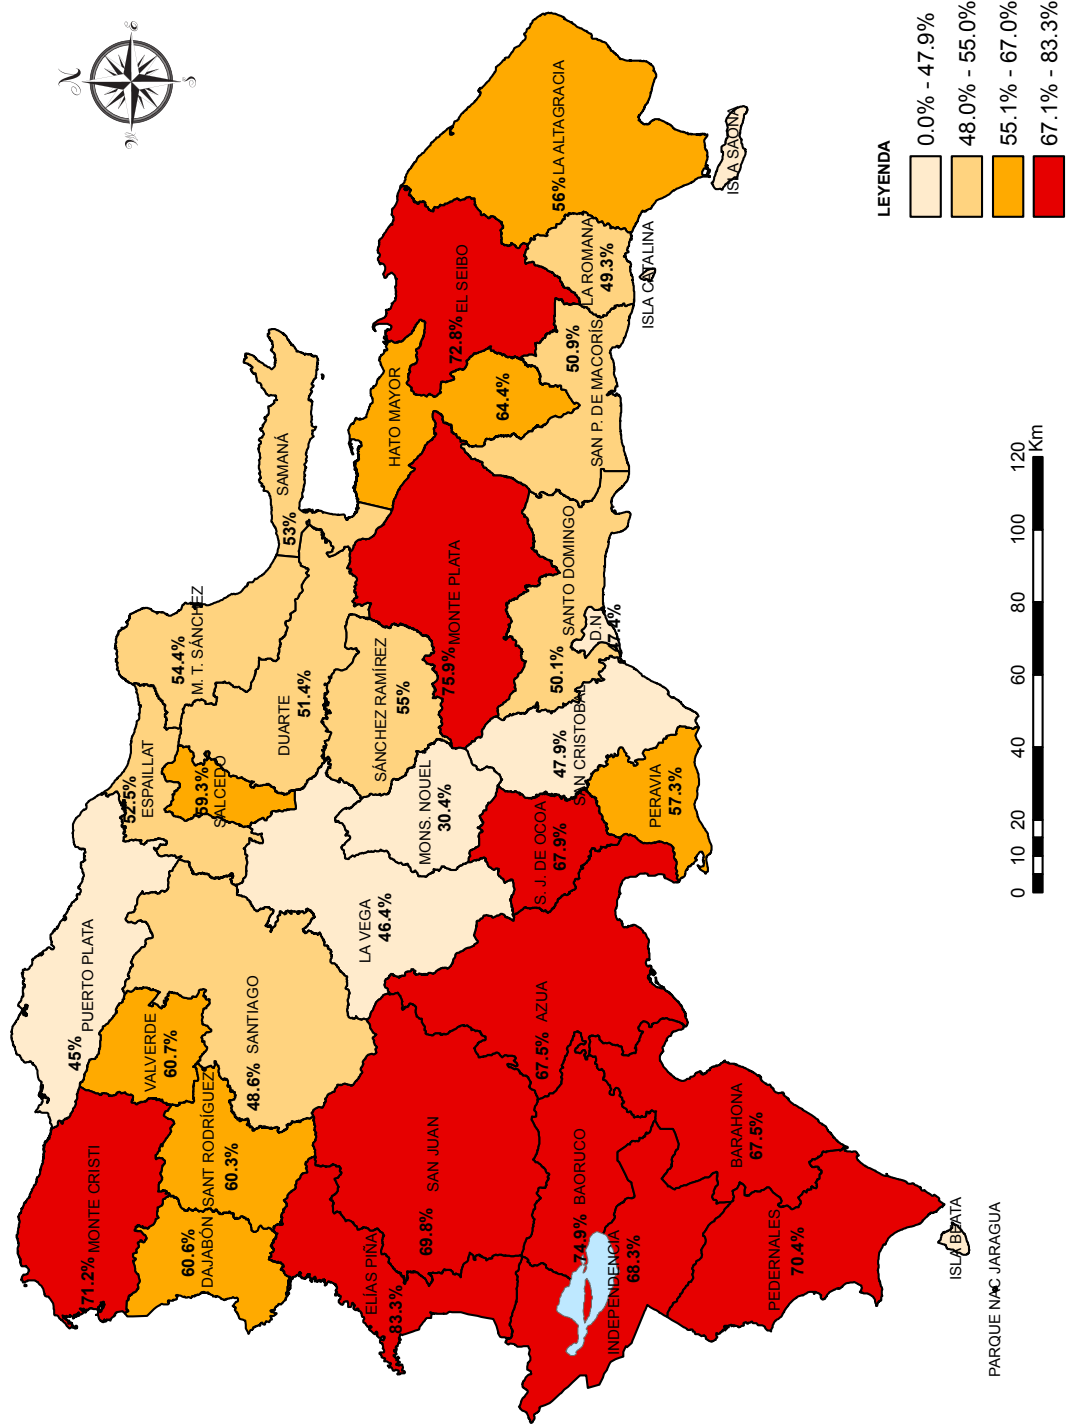 N
E
S
W
PUERTO PLATA
45%
ESPAILLAT
52.5%
SALCEDO
59.3%
M. T. SÁNCHEZ
54.4%
SAMANÁ
53%
MONTE CRISTI
71.2%
VALVERDE
60.7%
SANT RODRÍGUEZ
60.3%
DAJABÓN
60.6%
SANTIAGO
48.6%
LA VEGA
46.4%
MONS. NOUEL
30.4%
DUARTE
51.4%
SÁNCHEZ RAMÍREZ
55%
MONTE PLATA
75.9%
HATO MAYOR
64.4%
EL SEIBO
72.8%
LA ALTAGRACIA
56%
LA ROMANA
49.3%
SAN P. DE MACORÍS
50.9%
SANTO DOMINGO
50.1%
D.N
47.4%
SAN CRISTOBAL
47.9%
PERAVIA
57.3%
S. J. DE OCOA
67.9%
AZUA
67.5%
SAN JUAN
69.8%
ELÍAS PIÑA
83.3%
BAORUCO
74.9%
INDEPENDENCIA
68.3%
BARAHONA
67.5%
PEDERNALES
70.4%
ISLA SAONA
ISLA CATALINA
ISLA BEATA
PARQUE NAC JARAGUA
0 10 20 40 60 80 100 120
Km
LEYENDA
0.0% - 47.9%
48.0% - 55.0%
55.1% - 67.0%
67.1% - 83.3%